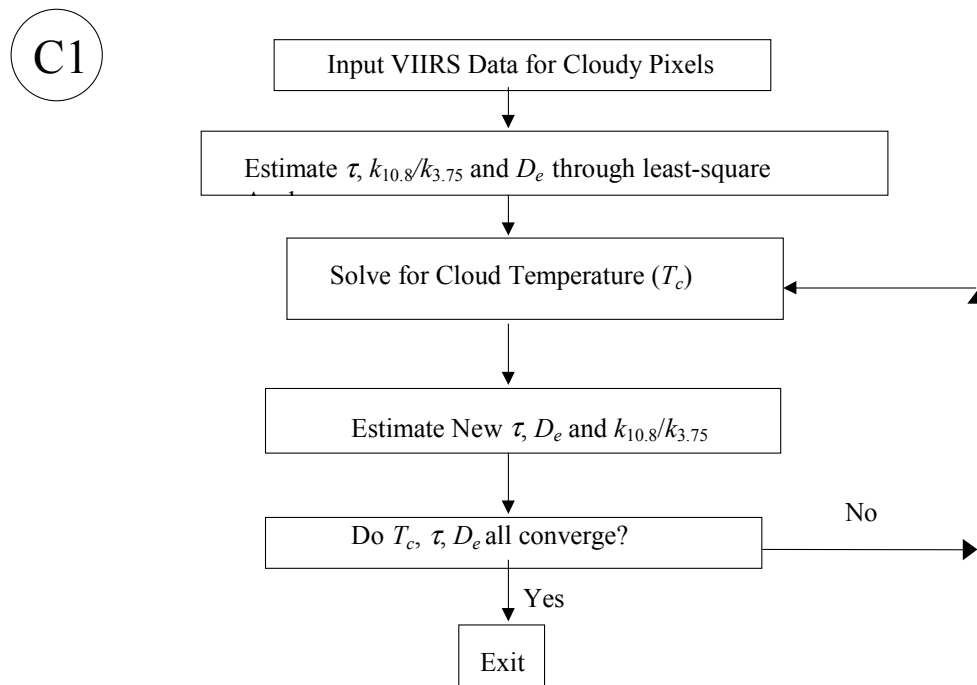 C1
Input VIIRS Data for Cloudy Pixels
Estimate τ, k10.8/k3.75 and De through least-square
Solve for Cloud Temperature (Tc)
Estimate New τ, De and k10.8/k3.75
Do Tc, τ, De all converge?
No
Yes
Exit